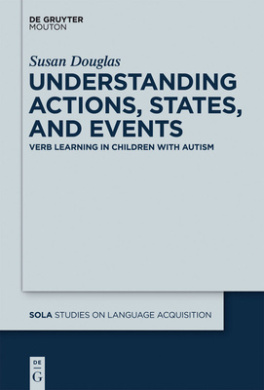 DE GRUYTER
MOUTON
Susan Douglas
UNDERSTANDING
ACTIONS, STATES,
AND EVENTS
VERB LEARNING IN CHILDREN WITH AUTISM
SOLA STUDIES ON LANGUAGE ACQUISITION
DE
G